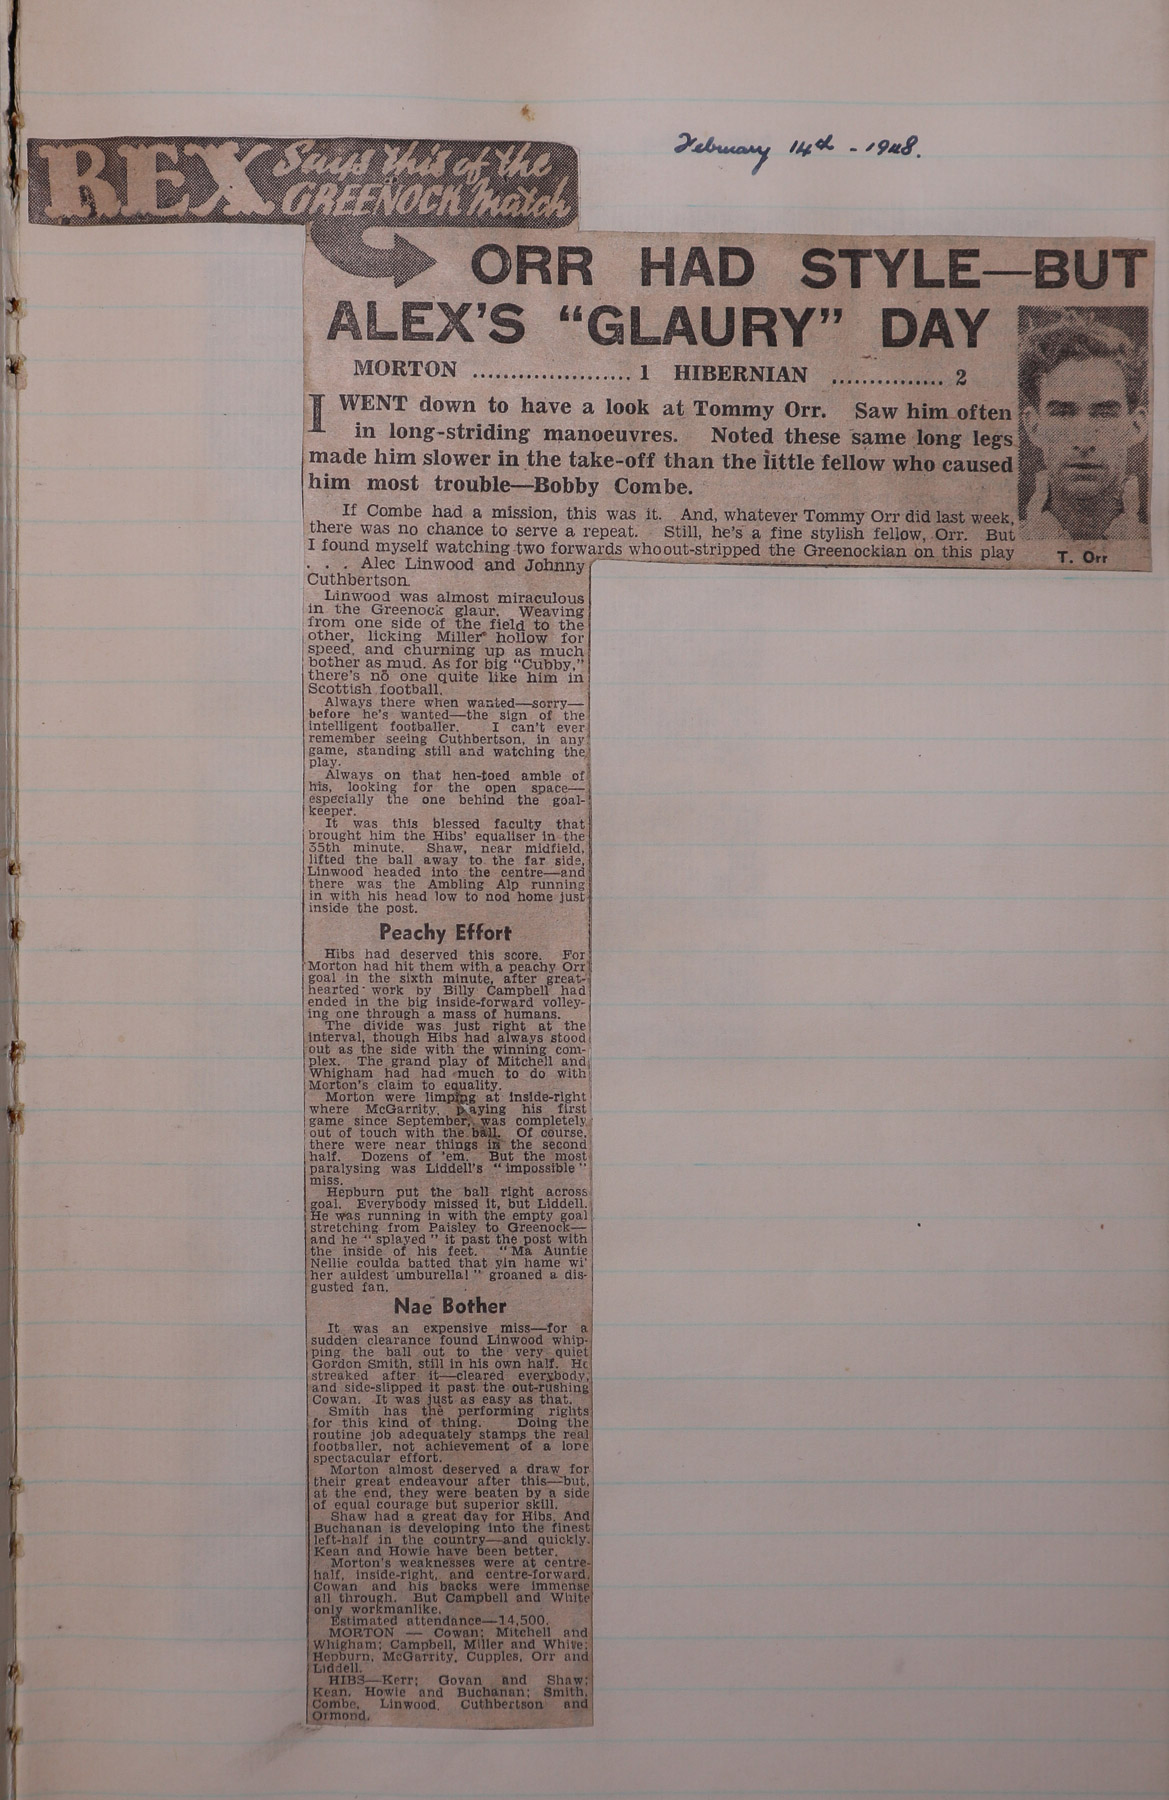 February 14th - 1948.
REX Says this of the
GREENOCK Match
ORR HAD STYLE—BUT
ALEX'S "GLAURY" DAY
MORTON ..................... 1 HIBERNIAN ............... 2
I WENT down to have a look at Tommy Orr. Saw him often
in long-striding manoeuvres. Noted these same long legs
made him slower in the take-off than the little fellow who caused
him most trouble—Bobby Combe.
If Combe had a mission, this was it. And, whatever Tommy Orr did last week,
there was no chance to serve a repeat. Still, he's a fine stylish fellow, Orr. But
I found myself watching two forwards who out-stripped the Greenockian on this play
T. Orr
. . . Alec Linwood and Johnny
Cuthbertson.
Linwood was almost miraculous
in the Greenock glaur. Weaving
from one side of the field to the
other, licking Miller hollow for
speed, and churning up as much
bother as mud. As for big "Cubby,"
there's no one quite like him in
Scottish football.
Always there when wanted—sorry—
before he's wanted—the sign of the
intelligent footballer. I can't ever
remember seeing Cuthbertson, in any
game, standing still and watching the
play.
Always on that hen-toed amble of
his, looking for the open space—
especially the one behind the goal-
keeper.
It was this blessed faculty that
brought him the Hibs' equaliser in the
35th minute. Shaw, near midfield,
lifted the ball away to the far side,
Linwood headed into the centre—and
there was the Ambling Alp running
in with his head low to nod home just
inside the post.
Peachy Effort
Hibs had deserved this score. For
Morton had hit them with a peachy Orr
goal in the sixth minute, after great-
hearted work by Billy Campbell had
ended in the big inside-forward volley-
ing one through a mass of humans.
The divide was just right at the
interval, though Hibs had always stood
out as the side with the winning com-
plex. The grand play of Mitchell and
Whigham had had much to do with
Morton's claim to equality.
Morton were limping at inside-right
where McGarrity, playing his first
game since September, was completely
out of touch with the ball. Of course,
there were near things in the second
half. Dozens of 'em. But the most
paralysing was Liddell's "impossible"
miss.
Hepburn put the ball right across
goal. Everybody missed it, but Liddell.
He was running in with the empty goal
stretching from Paisley to Greenock—
and he "splayed" it past the post with
the inside of his feet. "Ma Auntie
Nellie coulda batted that yin hame wi'
her auldest umburella!" groaned a dis-
gusted fan.
Nae Bother
It was an expensive miss—for a
sudden clearance found Linwood whip-
ping the ball out to the very quiet
Gordon Smith, still in his own half. He
streaked after it—cleared everybody,
and side-slipped it past the out-rushing
Cowan. It was just as easy as that.
Smith has the performing rights
for this kind of thing. Doing the
routine job adequately stamps the real
footballer, not achievement of a lone
spectacular effort.
Morton almost deserved a draw for
their great endeavour after this—but,
at the end, they were beaten by a side
of equal courage but superior skill.
Shaw had a great day for Hibs. And
Buchanan is developing into the finest
left-half in the country—and quickly.
Kean and Howie have been better.
Morton's weaknesses were at centre-
half, inside-right, and centre-forward.
Cowan and his backs were immense
all through. But Campbell and White
only workmanlike.
Estimated attendance—14,500.
MORTON — Cowan; Mitchell and
Whigham; Campbell, Miller and White;
Hepburn, McGarrity, Cupples, Orr and
Liddell.
HIBS—Kerr; Govan and Shaw;
Kean, Howie and Buchanan; Smith,
Combe, Linwood, Cuthbertson and
Ormond.